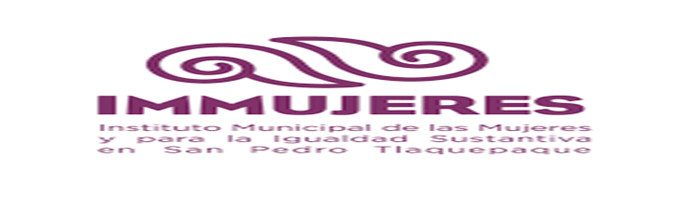 IMMUJERES
Instituto Municipal de las Mujeres
y para la Igualdad Sustantiva
en San Pedro Tlaquepaque